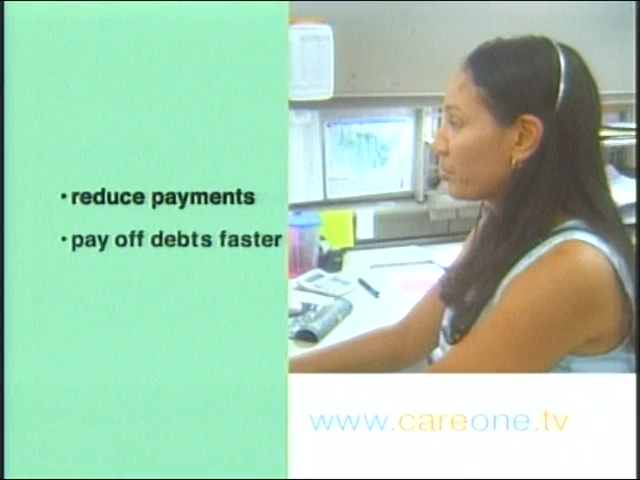 · reduce payments
· pay off debts faster
www.careone.tv